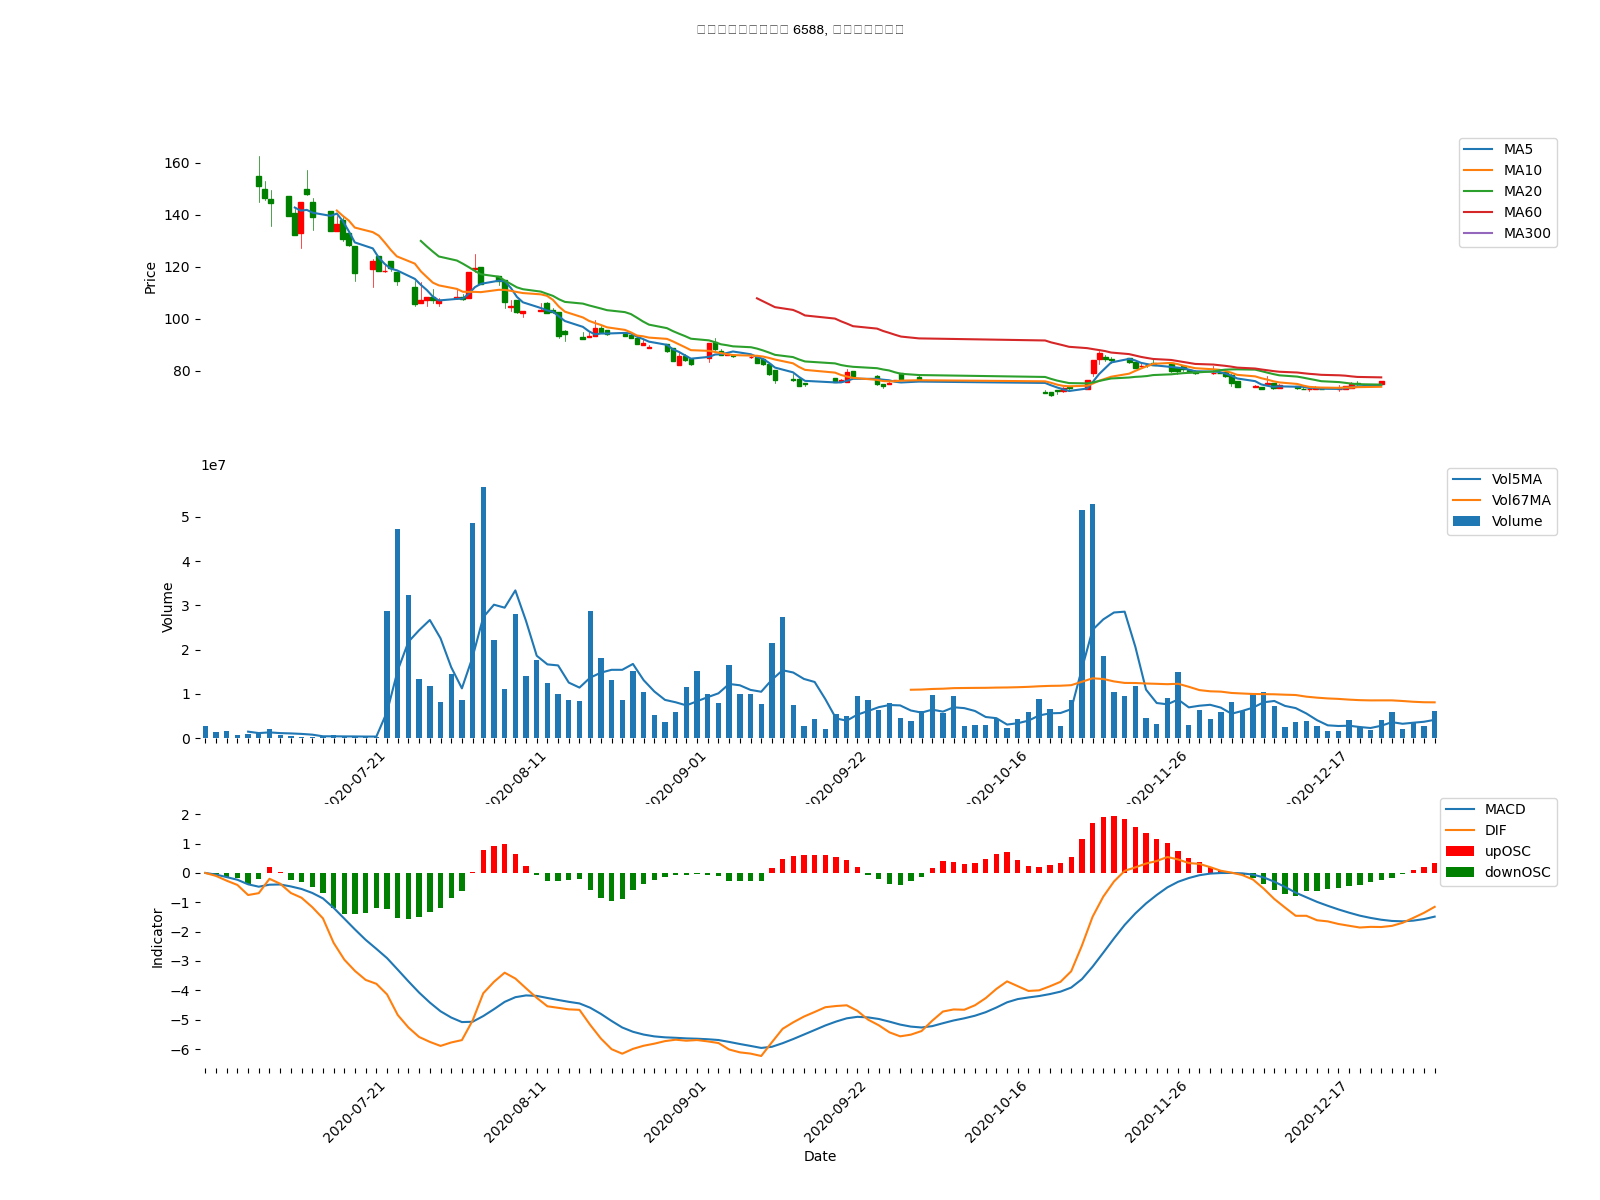 6588,
MA5
MA10
MA20
MA60
MA300
160
140
120
100
80
Price
1e7
Vol5MA
Vol67MA
Volume
5
4
3
2
1
0
Volume
2020-07-21
2020-08-11
2020-09-01
2020-09-22
2020-10-16
2020-11-26
2020-12-17
MACD
DIF
upOSC
downOSC
2
1
0
−1
−2
−3
−4
−5
−6
Indicator
2020-07-21
2020-08-11
2020-09-01
2020-09-22
2020-10-16
2020-11-26
2020-12-17
Date